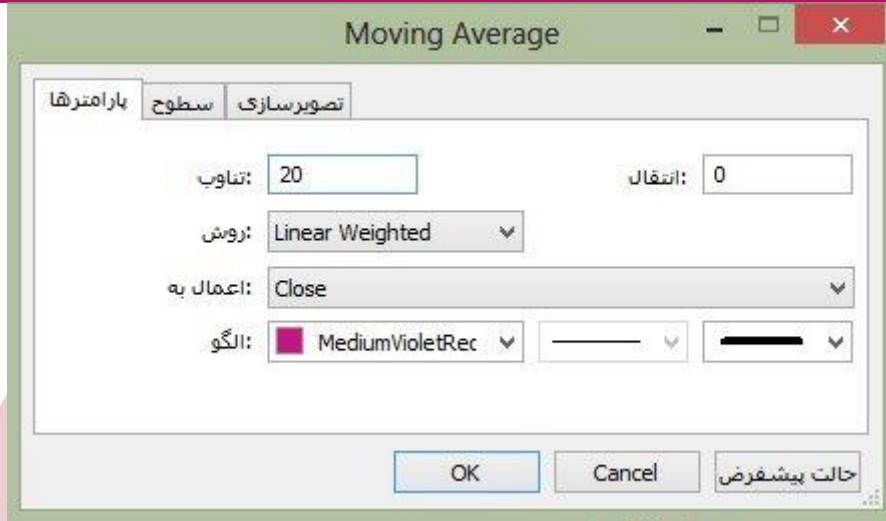 Moving Average
پارامترها سطوح تصویرسازی
تناوب: 20 انتقال: 0
روش: Linear Weighted
اعمال به: Close
الگو: MediumVioletRec
OK Cancel حالت پیشفرض